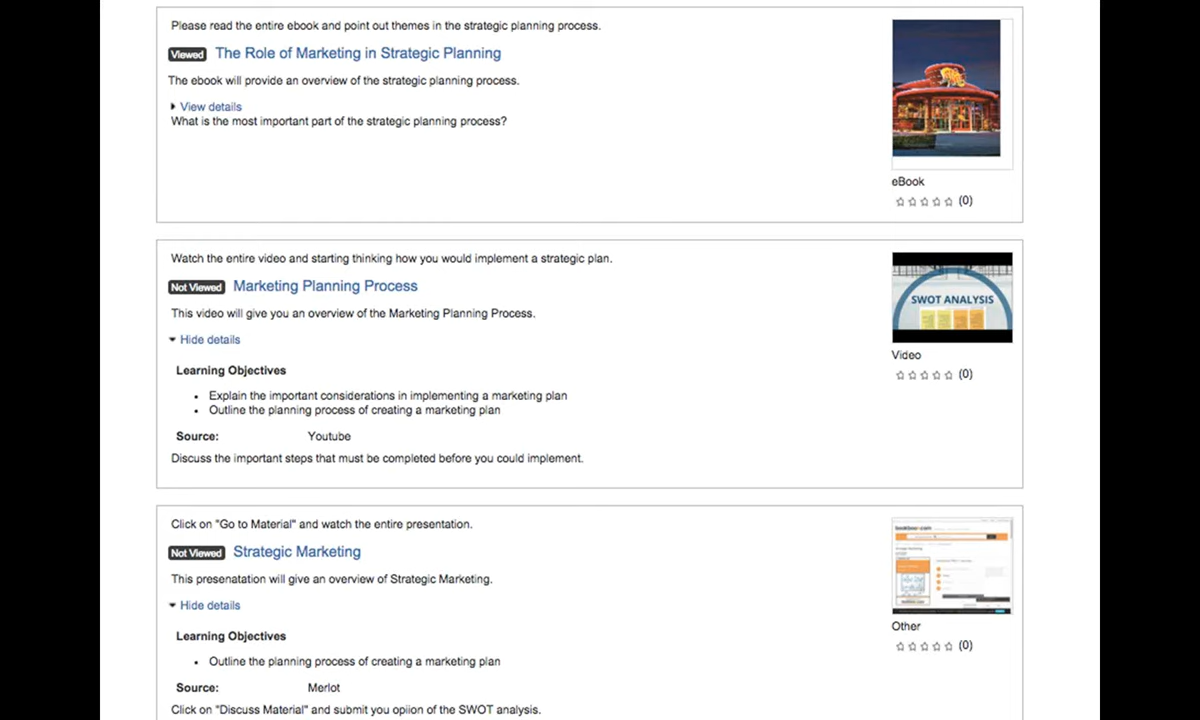 Please read the entire ebook and point out themes in the strategic planning process.
Viewed The Role of Marketing in Strategic Planning
The ebook will provide an overview of the strategic planning process.
View details
What is the most important part of the strategic planning process?
eBook
(0)
Watch the entire video and starting thinking how you would implement a strategic plan.
Not Viewed Marketing Planning Process
This video will give you an overview of the Marketing Planning Process.
Hide details
Learning Objectives
• Explain the important considerations in implementing a marketing plan
• Outline the planning process of creating a marketing plan
Source: Youtube
Discuss the important steps that must be completed before you could implement.
SWOT ANALYSIS
Video
(0)
Click on "Go to Material" and watch the entire presentation.
Not Viewed Strategic Marketing
This presenatation will give an overview of Strategic Marketing.
Hide details
Learning Objectives
• Outline the planning process of creating a marketing plan
Source: Merlot
Click on "Discuss Material" and submit you opiion of the SWOT analysis.
Other
(0)